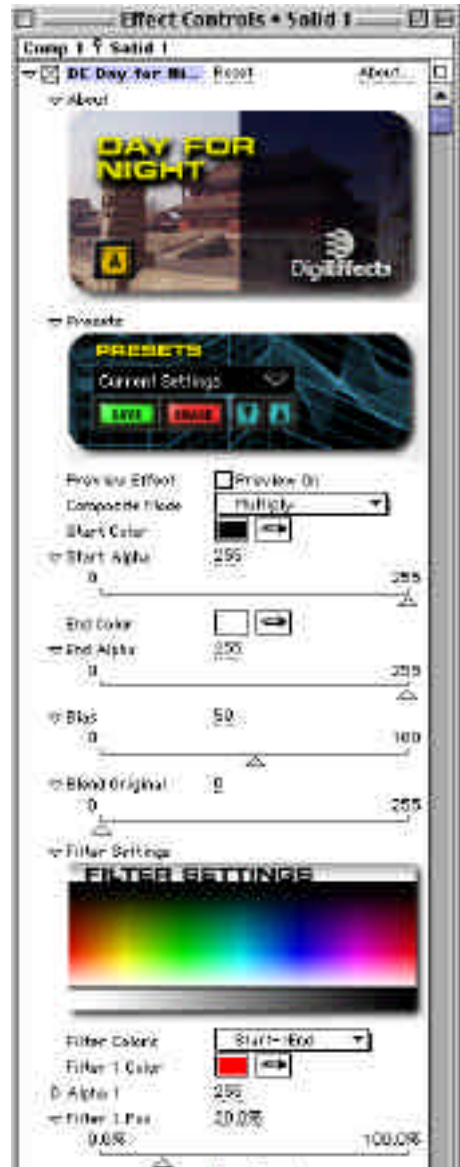 Effect Controls • Solid 1
Comp 1 • Solid 1
DE Day for Ni... Reset About...
About
DAY FOR
NIGHT
A
DigiEffects
Presets
PRESETS
Current Settings
SAVE ERASE
Preview Effect Preview On
Composite Mode Multiply
Start Color
Start Alpha 255
0 255
End Color
End Alpha 255
0 255
Bias 50
0 100
Blend Original 0
0 255
Filter Settings
FILTER SETTINGS
Filter Colors Start-End
Filter 1 Color
Alpha 1 255
Filter 1 Pos 20.0%
0.0% 100.0%